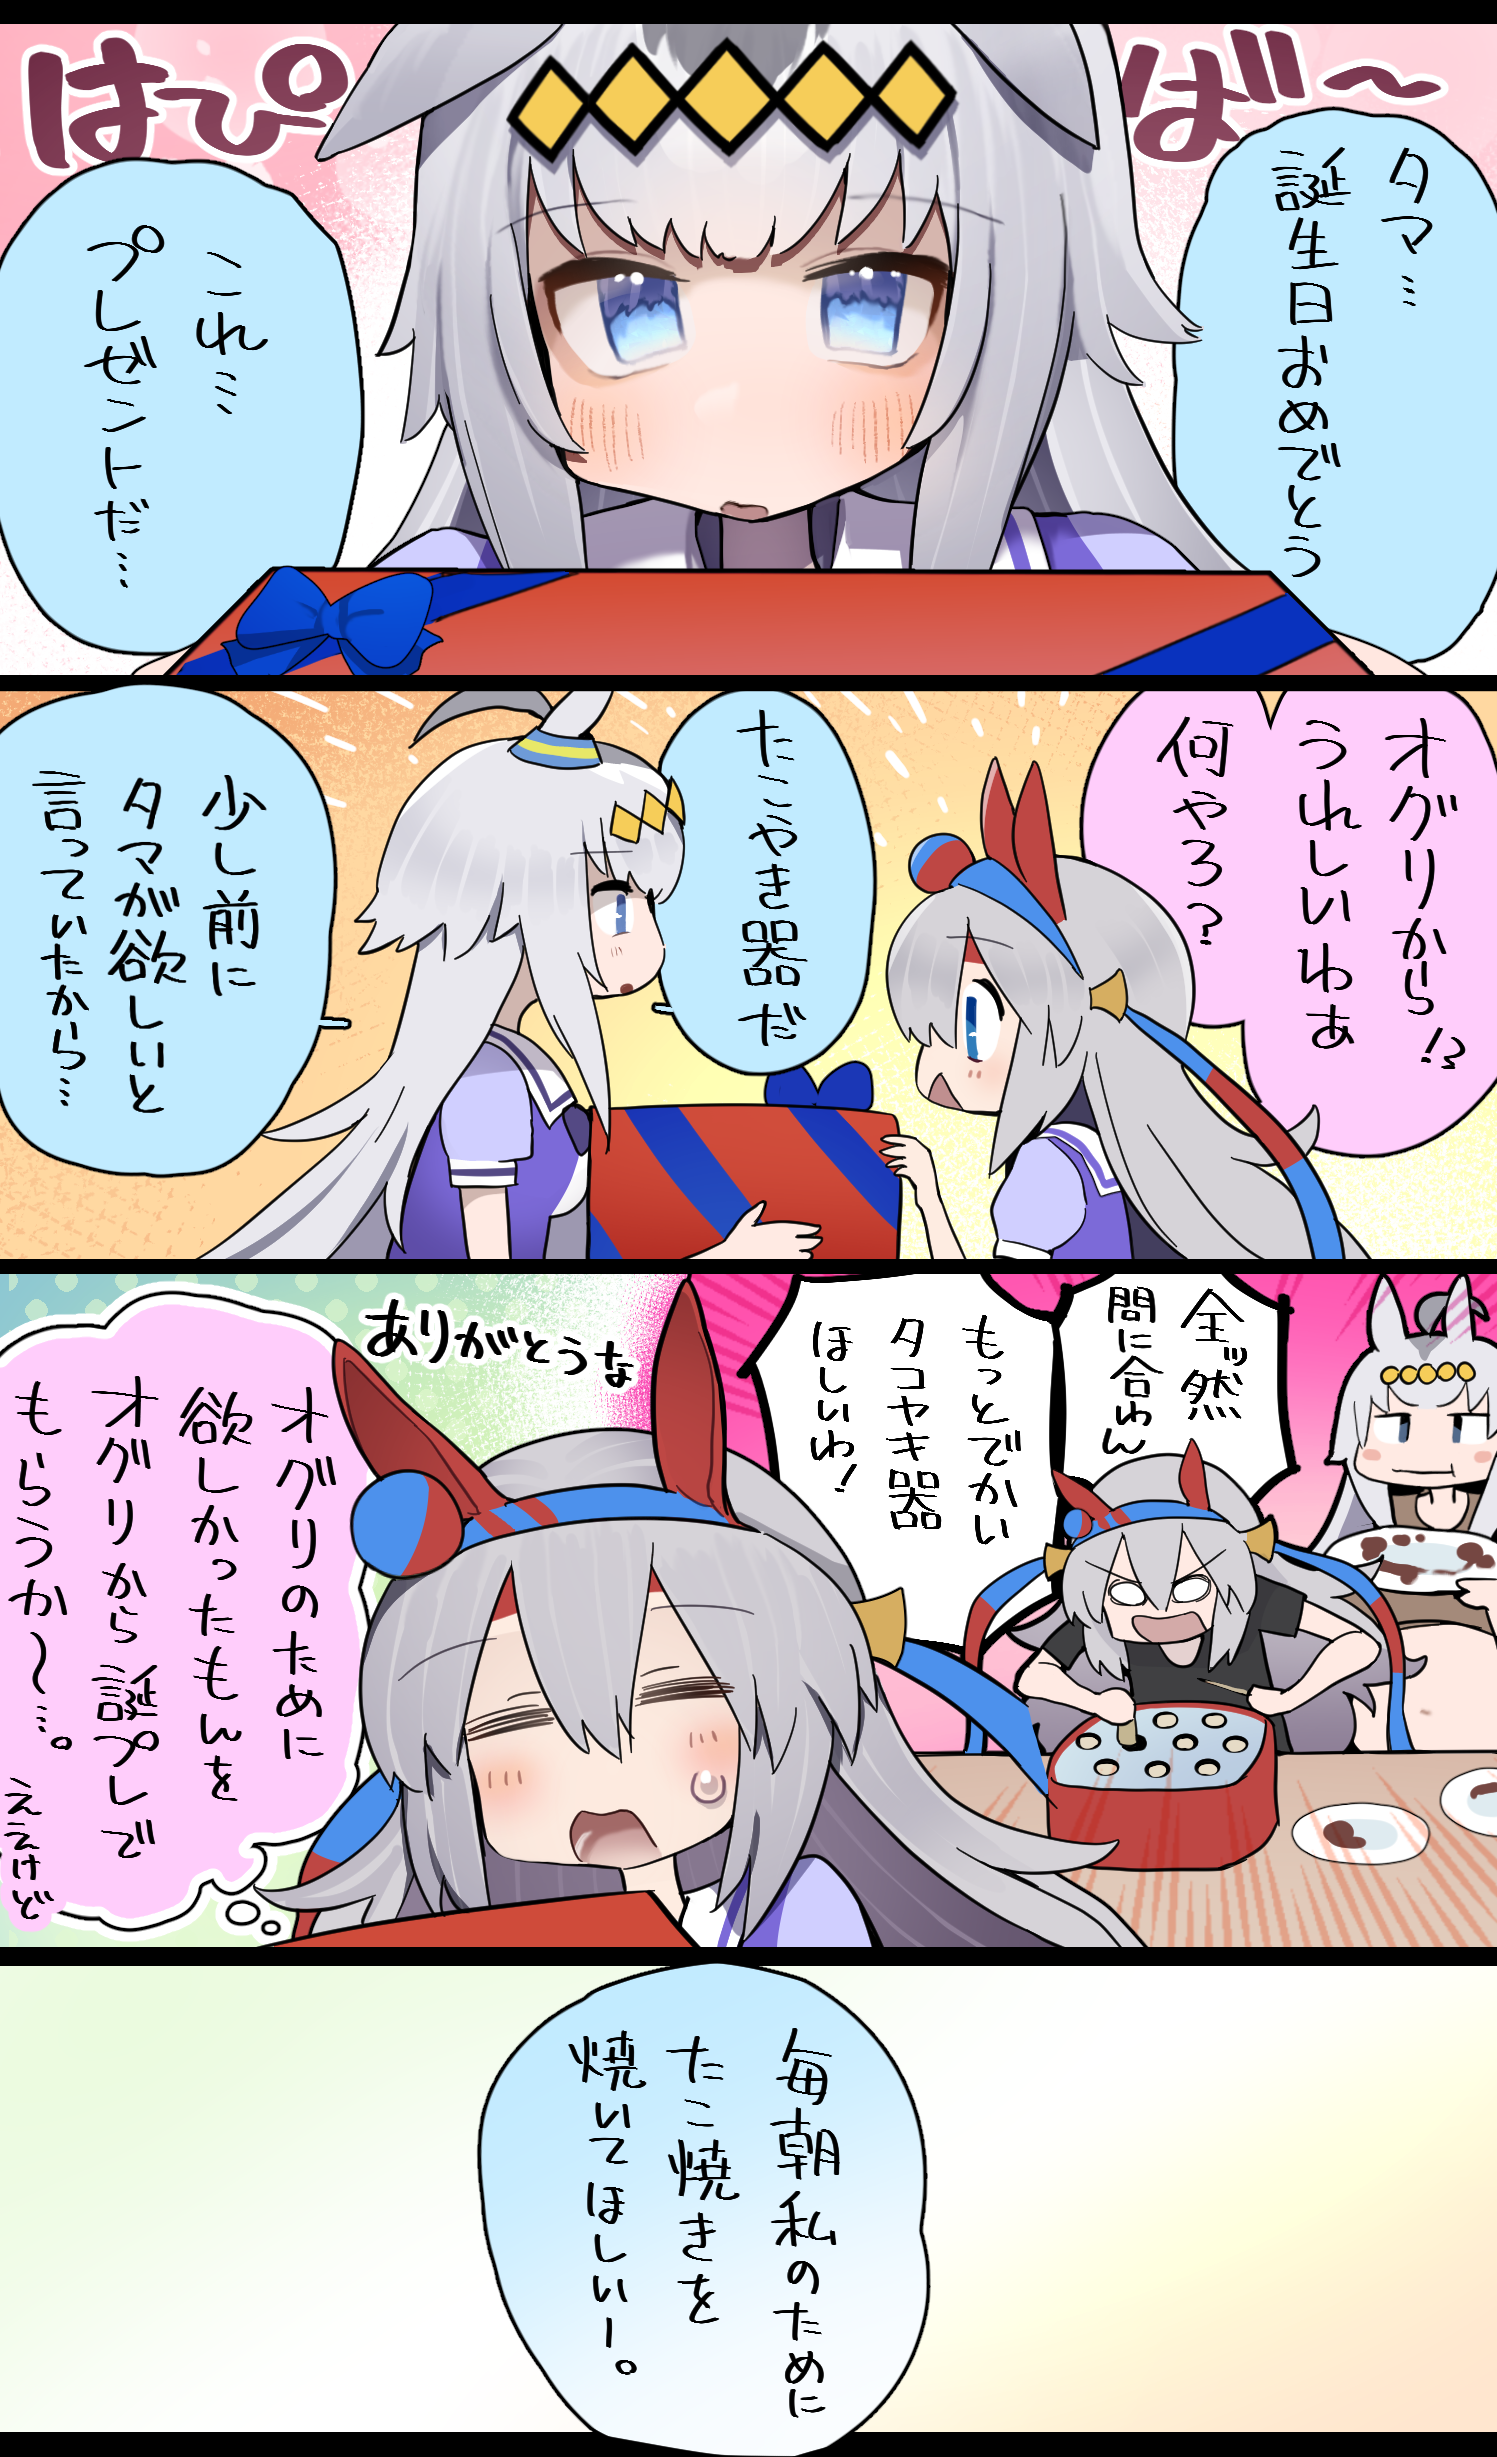 はぴば〜
タマ…
誕生日おめでとう
これ…
プレゼントだ…
オグリから!?
うれしいわぁ
何やろ？
たこやき器だ
少し前に
タマが欲しいと
言っていたから…
全ッ然
間に合わん
もっとでかい
タコヤキ器
ほしいわ！
ありがとうな
オグリのために
欲しかったもんを
オグリから誕プレで
もらうか〜…。
ええけど
毎朝私のために
たこ焼きを
焼いてほしいー。